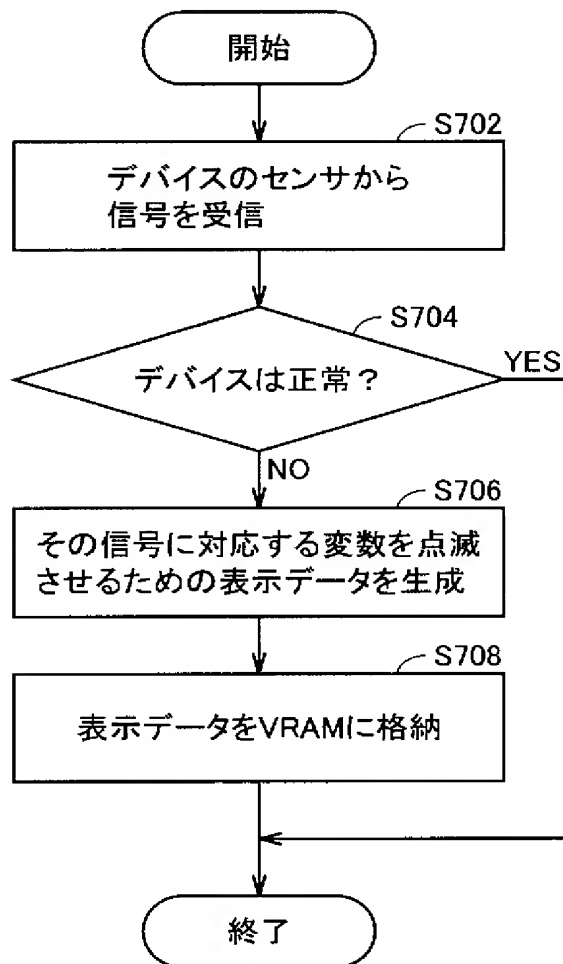 開始
S702
デバイスのセンサから
信号を受信
S704
デバイスは正常？
YES
NO
S706
その信号に対応する変数を点滅
させるための表示データを生成
S708
表示データをVRAMに格納
終了